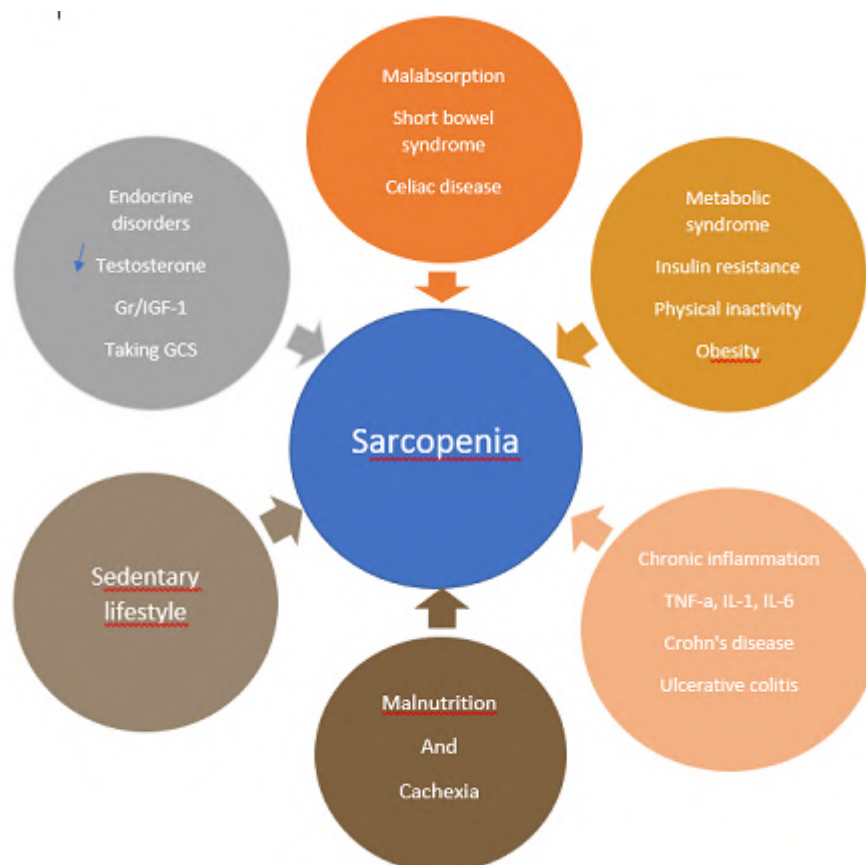 Malabsorption
Short bowel
syndrome
Celiac disease
Endocrine
disorders
Testosterone
Gr/IGF-1
Taking GCS
Metabolic
syndrome
Insulin resistance
Physical inactivity
Obesity
Sarcopenia
Sedentary
lifestyle
Chronic inflammation
TNF-a, IL-1, IL-6
Crohn's disease
Ulcerative colitis
Malnutrition
And
Cachexia